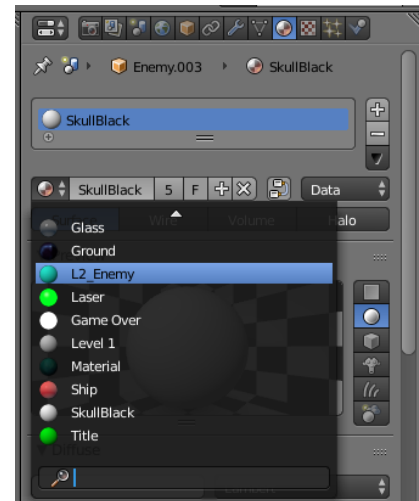 Enemy.003 SkullBlack
SkullBlack
SkullBlack 5 F Data
Wire Volume Halo
Glass
Ground
L2_Enemy
Laser
Game Over
Level 1
Material
Ship
SkullBlack
Title
Diffuse